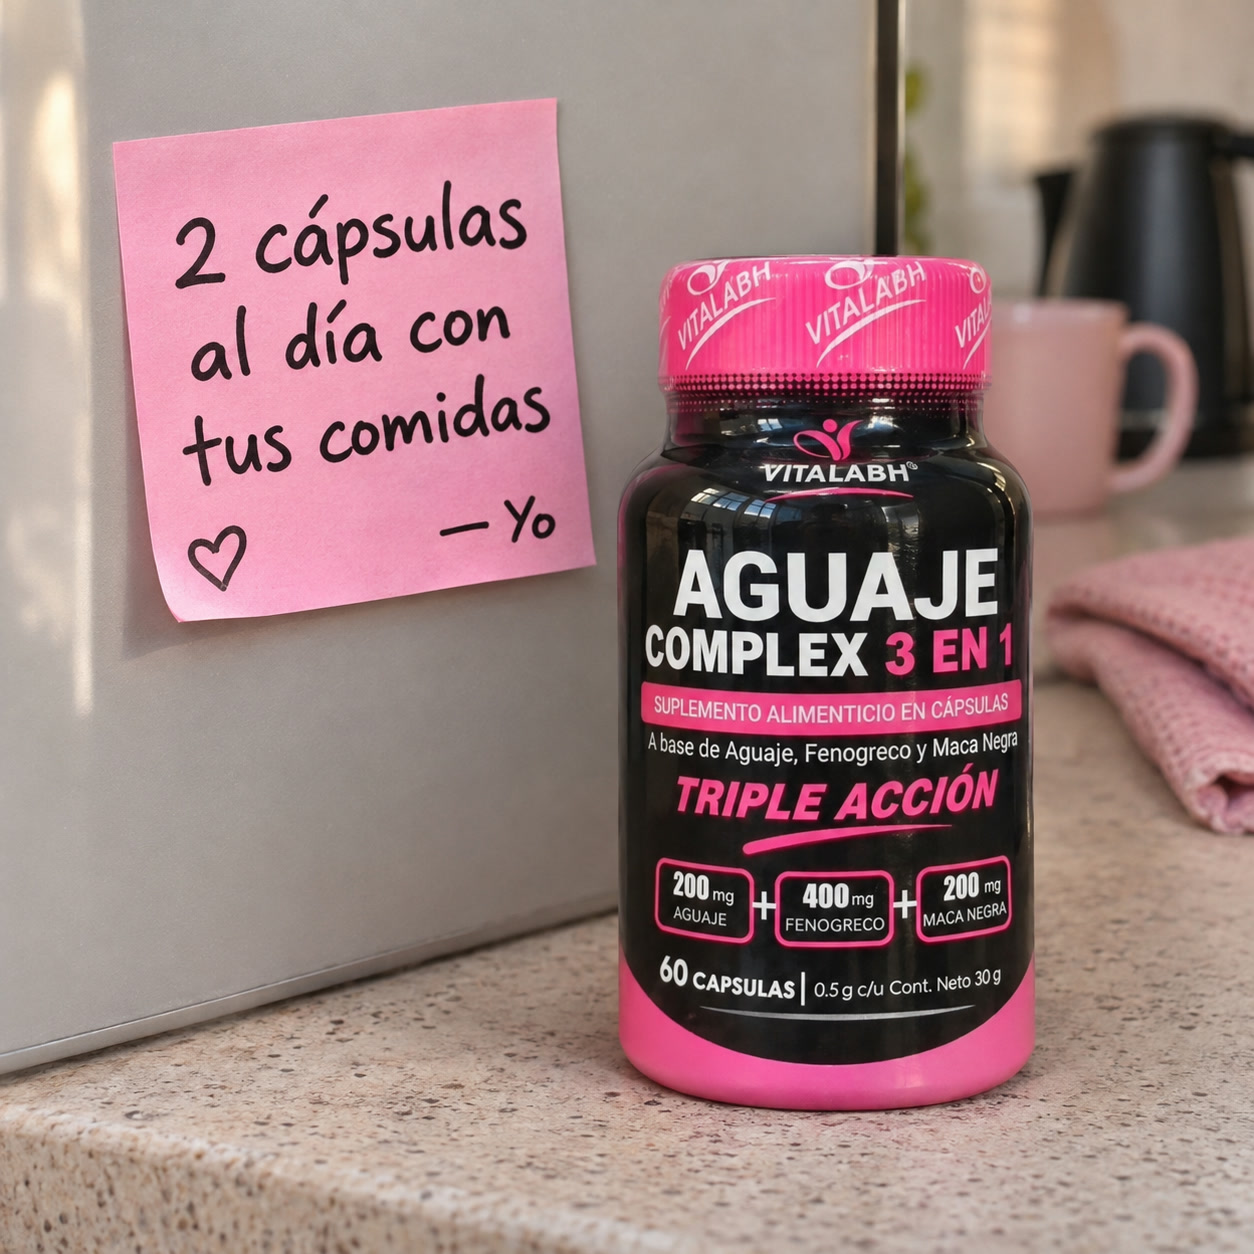 2 cápsulas
al día con
tus comidas
— Yo
VITALABH
VITALABH
VITALABH®
AGUAJE
COMPLEX 3 EN 1
SUPLEMENTO ALIMENTICIO EN CÁPSULAS
A base de Aguaje, Fenogreco y Maca Negra
TRIPLE ACCIÓN
200 mg + 400 mg + 200 mg
AGUAJE FENOGRECO MACA NEGRA
60 CAPSULAS | 0.5 g c/u Cont. Neto 30 g